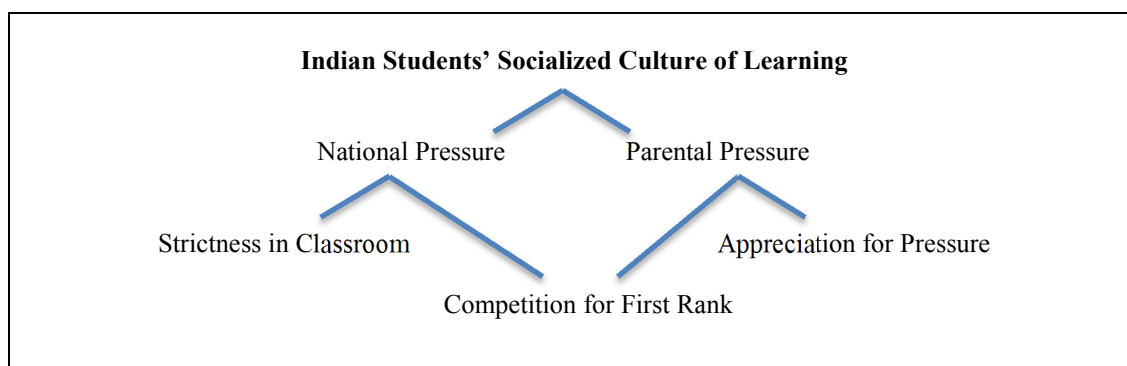 Indian Students’ Socialized Culture of Learning
National Pressure
Parental Pressure
Strictness in Classroom
Appreciation for Pressure
Competition for First Rank